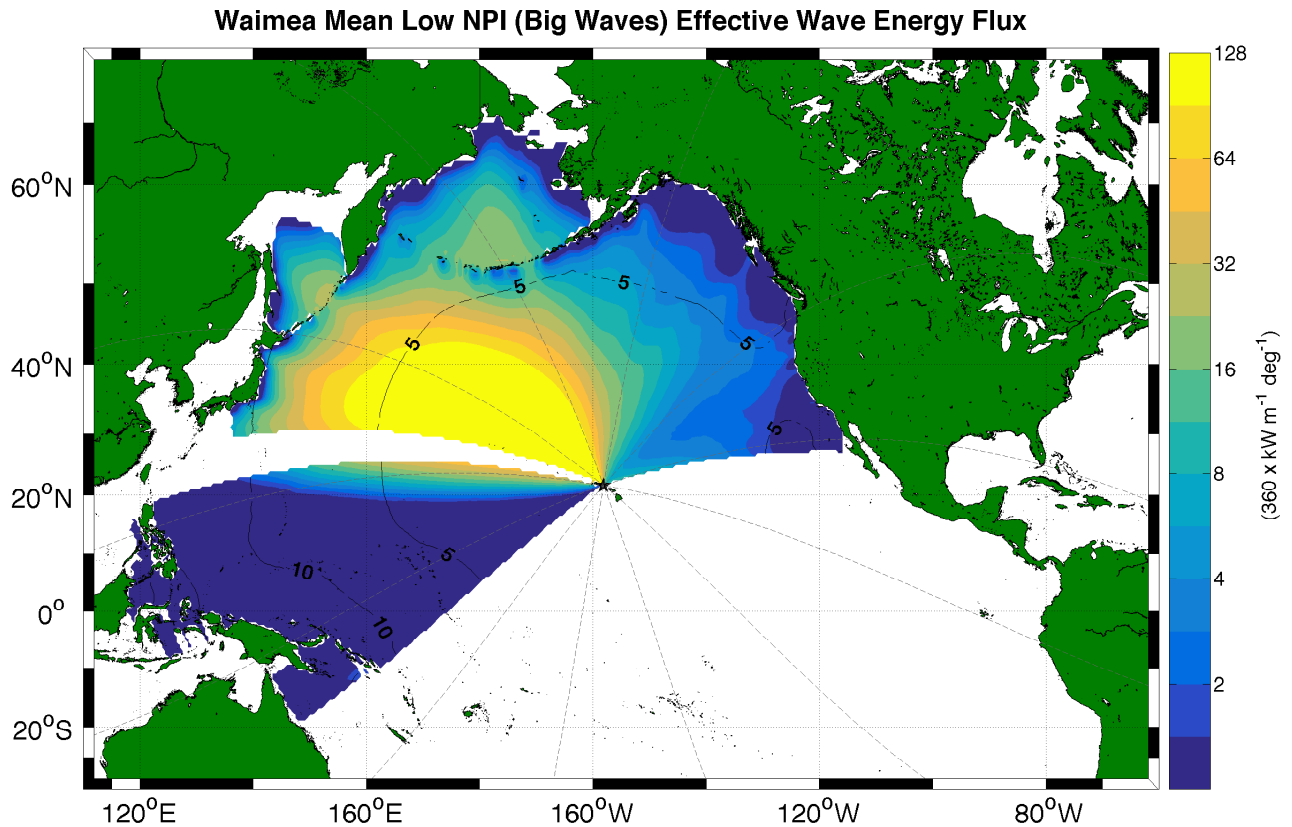 Waimea Mean Low NPI (Big Waves) Effective Wave Energy Flux
128
64
32
16
8
4
2
(360 x kW m⁻¹ deg⁻¹)
60°N
40°N
20°N
0°
20°S
5
5
5
5
5
5
10
10
120°E
160°E
160°W
120°W
80°W